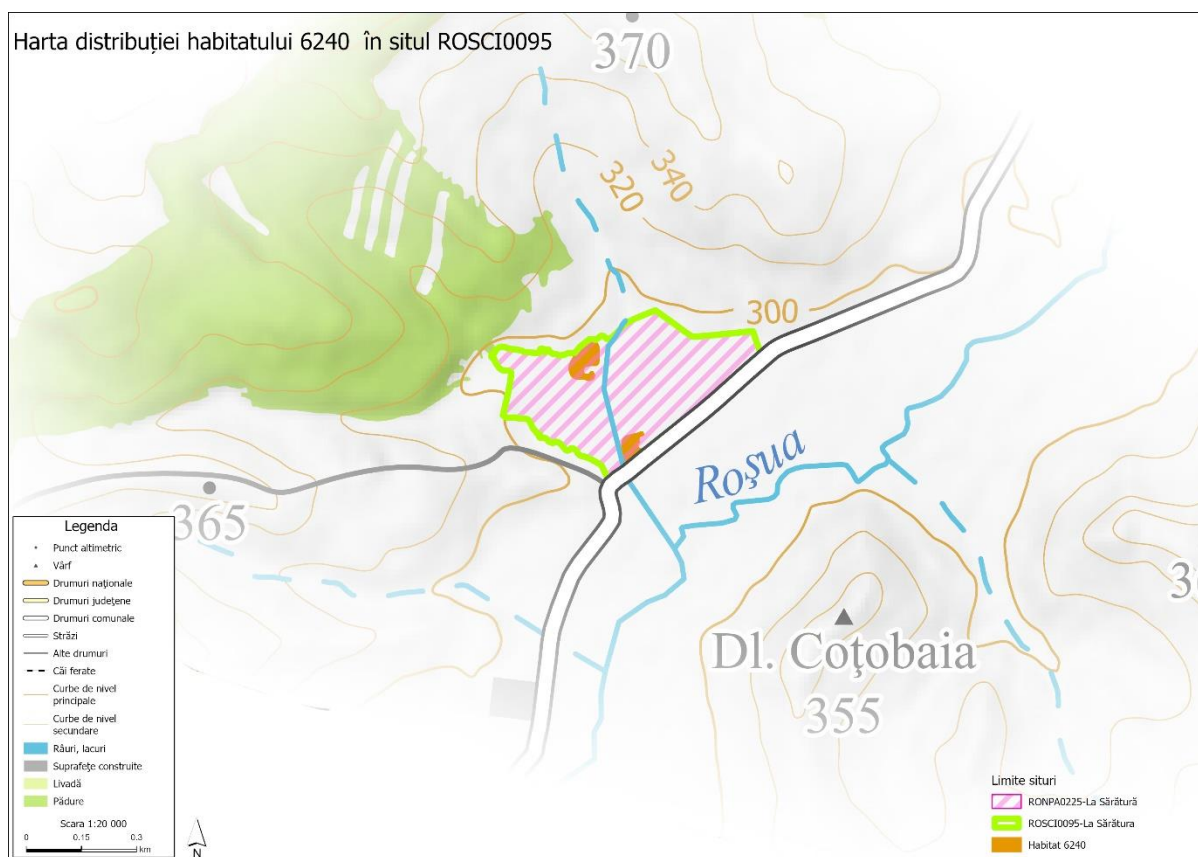 Harta distribuției habitatului 6240 în situl ROSCI0095
370
340
320
300
Roşua
365
Dl. Coţobaia
355
Legenda
Punct altimetric
Vârf
Drumuri naționale
Drumuri județene
Drumuri comunale
Străzi
Alte drumuri
Căi ferate
Curbe de nivel
principale
Curbe de nivel
secundare
Râuri, lacuri
Suprafețe construite
Livadă
Pădure
Scara 1:20 000
0 0.15 0.3
km
N
Limite situri
RONPA0225-La Sărătură
ROSCI0095-La Sărătura
Habitat 6240